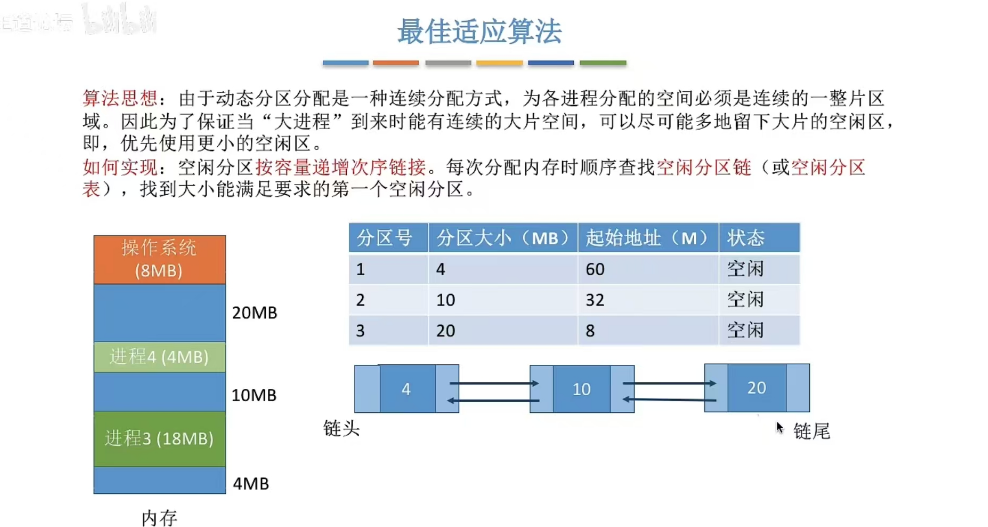 最佳适应算法
算法思想：由于动态分区分配是一种连续分配方式，为各进程分配的空间必须是连续的一整片区
域。因此为了保证当“大进程”到来时能有连续的大片空间，可以尽可能多地留下大片的空闲区，
即，优先使用更小的空闲区。
如何实现：空闲分区按容量递增次序链接。每次分配内存时顺序查找空闲分区链（或空闲分区
表），找到大小能满足要求的第一个空闲分区。
操作系统
(8MB)
20MB
进程4 (4MB)
10MB
进程3 (18MB)
4MB
内存
分区号 分区大小（MB） 起始地址（M） 状态
1 4 60 空闲
2 10 32 空闲
3 20 8 空闲
4 10 20
链头 链尾